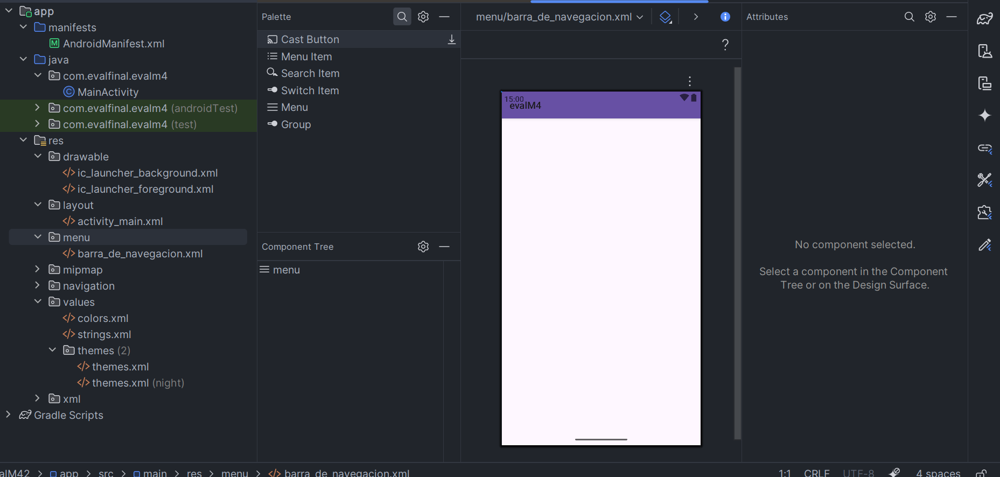 app
manifests
AndroidManifest.xml
java
com.evalfinal.evalm4
MainActivity
com.evalfinal.evalm4 (androidTest)
com.evalfinal.evalm4 (test)
res
drawable
ic_launcher_background.xml
ic_launcher_foreground.xml
layout
activity_main.xml
menu
barra_de_navegacion.xml
mipmap
navigation
values
colors.xml
strings.xml
themes (2)
themes.xml
themes.xml (night)
xml
Gradle Scripts
Palette
Cast Button
Menu Item
Search Item
Switch Item
Menu
Group
Component Tree
menu
menu/barra_de_navegacion.xml
?
15:00
evalM4
Attributes
No component selected.
Select a component in the Component
Tree or on the Design Surface.
alM42 > app > src > main > res > menu > barra_de_navegacion.xml
1:1 CRLF UTF-8 4 spaces